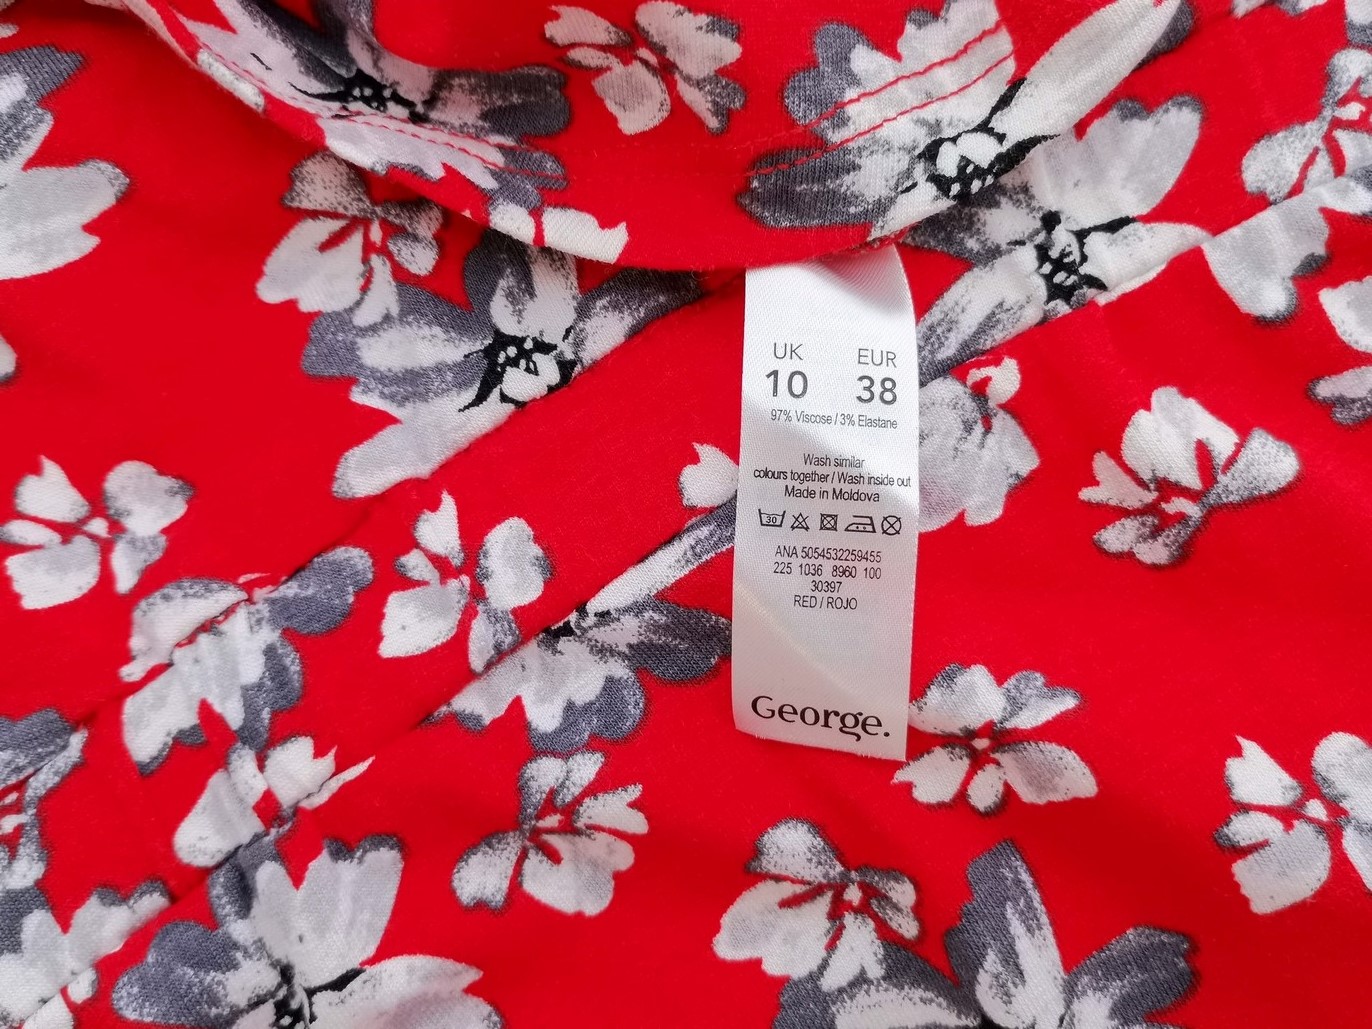 UK EUR
10 38
97% Viscose / 3% Elastane
Wash similar
colours together / Wash inside out
Made in Moldova
30
ANA 5054532259455
225 1036 8960 100
30397
RED / ROJO
George.